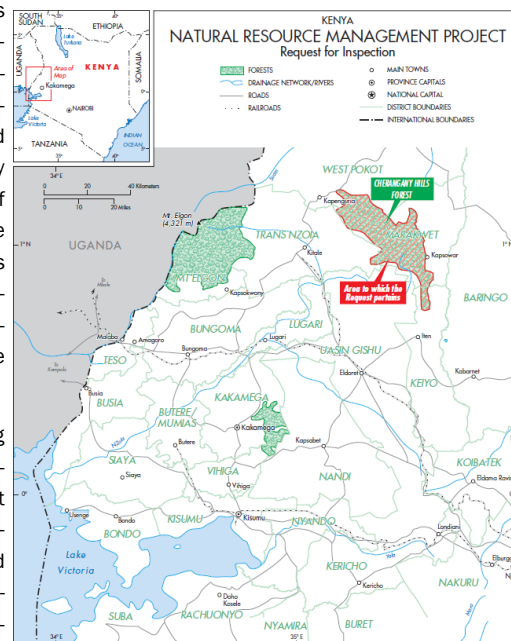 KENYA
NATURAL RESOURCE MANAGEMENT PROJECT
Request for Inspection
FORESTS
DRAINAGE NETWORK/RIVERS
ROADS
RAILROADS
MAIN TOWNS
PROVINCE CAPITALS
NATIONAL CAPITAL
DISTRICT BOUNDARIES
INTERNATIONAL BOUNDARIES
SOUTH
SUDAN
ETHIOPIA
Lake
Turkana
UGANDA
Area of
Map
KENYA
SOMALIA
Kakamega
NAIROBI
Lake
Victoria
TANZANIA
INDIAN
OCEAN
34°E
0 20 40 Kilometers
0 10 20 Miles
WEST POKOT
CHERANGANY HILLS
FOREST
Kapenguria
Mt. Elgon
(4,321 m)
TRANS NZOIA
MARAKWET
1°N
UGANDA
Kitale
Kapsowar
1°N
MT ELGON
Area to which the
Request pertains
Kapsokwony
BARINGO
BUNGOMA
LUGARI
Malaba
Amagoro
Lugari
Iten
Bungoma
UASIN GISHU
TESO
Eldoret
Kabarnet
KEIYO
Busia
BUSIA
KAKAMEGA
BUTERE/
MUMIAS
Kakamega
Nzoia
Butere
Kapsabet
KOIBATEK
SIAYA
Siaya
VIHIGA
Vihiga
NANDI
Eldama Ravine
0°
Usenge
Bondo
KISUMU
Kisumu
NYANDO
Londiani
BONDO
Lake
Victoria
KERICHO
Kericho
NAKURU
Doho
Kosele
SUBA
RACHUONYO
NYAMIRA
BURET
34°E
35°E